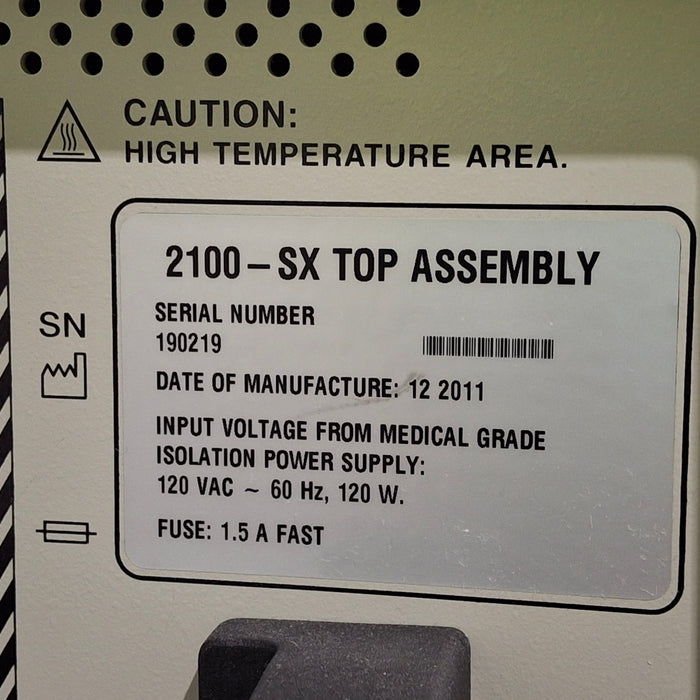 CAUTION:
HIGH TEMPERATURE AREA.
2100-SX TOP ASSEMBLY
SERIAL NUMBER
190219
SN
DATE OF MANUFACTURE: 12 2011
INPUT VOLTAGE FROM MEDICAL GRADE
ISOLATION POWER SUPPLY:
120 VAC ~ 60 Hz, 120 W.
FUSE: 1.5 A FAST